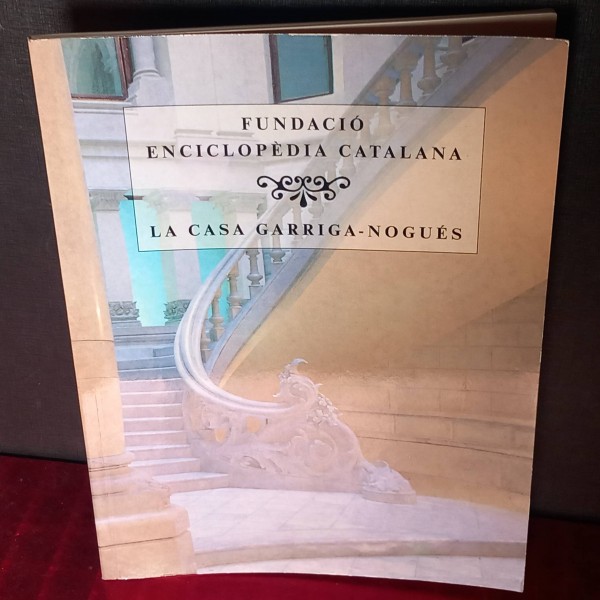 FUNDACIÓ
ENCICLOPÈDIA CATALANA
LA CASA GARRIGA-NOGUÉS